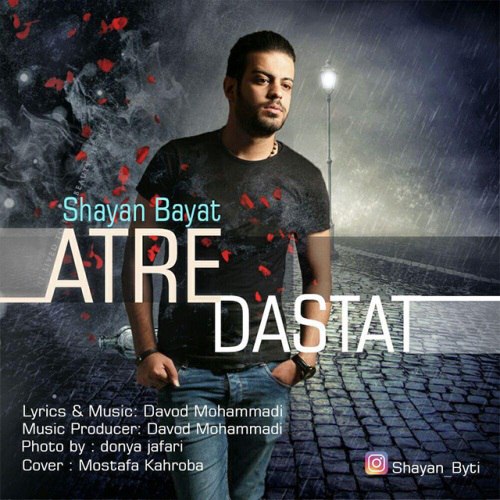 Shayan Bayat
ATRE
DASTAT
Lyrics & Music: Davod Mohammadi
Music Producer: Davod Mohammadi
Photo by : donya jafari
Cover : Mostafa Kahroba
Shayan_Byti